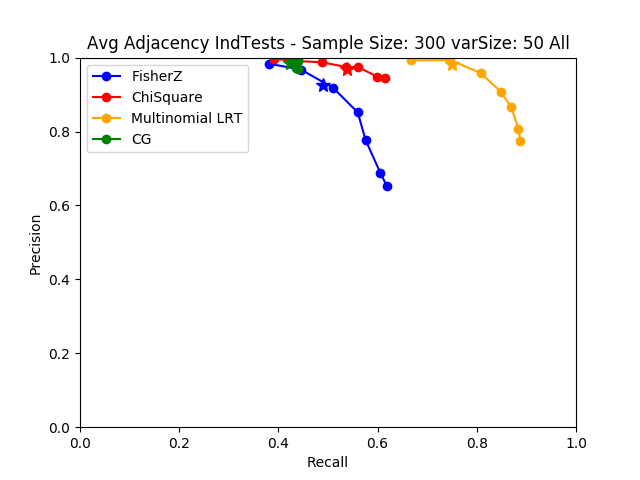 Avg Adjacency IndTests - Sample Size: 300 varSize: 50 All
1.0
FisherZ
ChiSquare
Multinomial LRT
CG
0.8
0.6
0.4
0.2
0.0
Precision
0.0 0.2 0.4 0.6 0.8 1.0
Recall